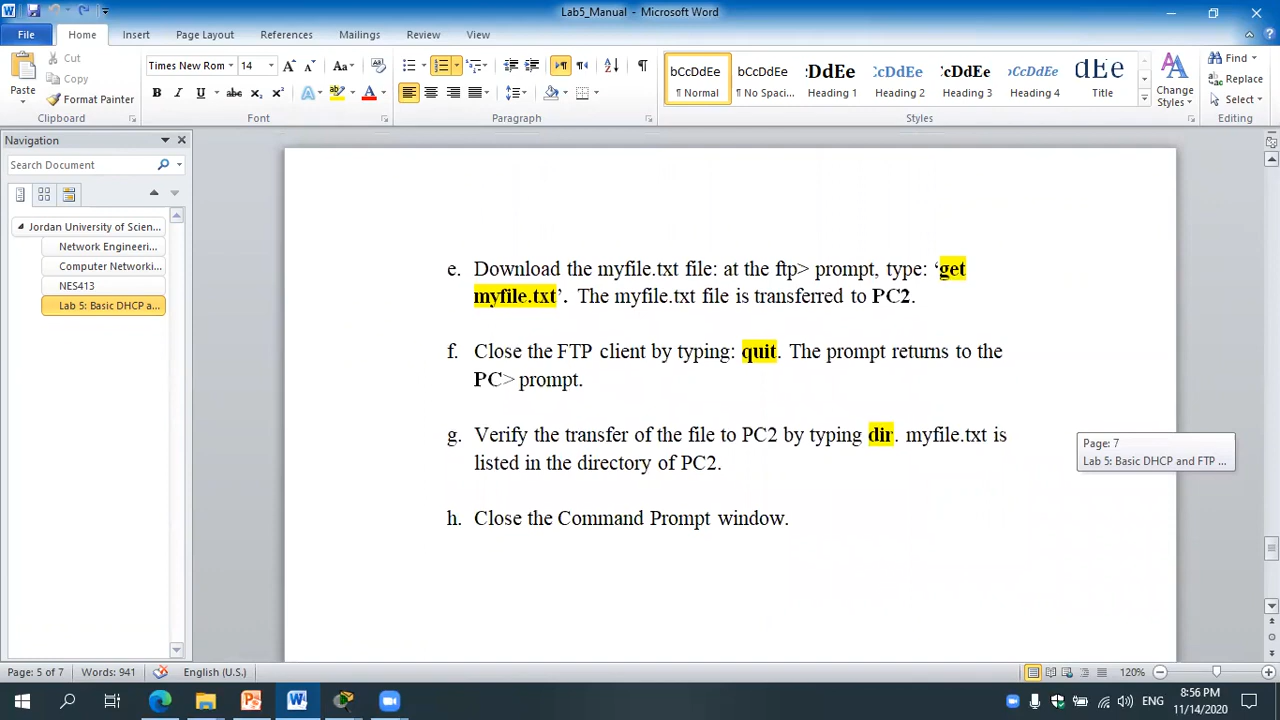 Lab5_Manual - Microsoft Word
File Home Insert Page Layout References Mailings Review View
Paste
Cut
Copy
Format Painter
Clipboard
Times New Rom 14
Font
Paragraph
bCcDdEe bCcDdEe bDdEe :CcDdEe CcDdEe CcDdEe dEe
¶ Normal ¶ No Spaci... Heading 1 Heading 2 Heading 3 Heading 4 Title
Change Styles
Styles
Find
Replace
Select
Editing
Navigation
Search Document
Jordan University of Scien...
Network Engineeri...
Computer Networki...
NES413
Lab 5: Basic DHCP a...
e. Download the myfile.txt file: at the ftp> prompt, type: ‘get
myfile.txt’. The myfile.txt file is transferred to PC2.
f. Close the FTP client by typing: quit. The prompt returns to the
PC> prompt.
g. Verify the transfer of the file to PC2 by typing dir. myfile.txt is
listed in the directory of PC2.
h. Close the Command Prompt window.
Page: 7
Lab 5: Basic DHCP and FTP ...
Page: 5 of 7 Words: 941 English (U.S.) 120%
ENG 8:56 PM
11/14/2020